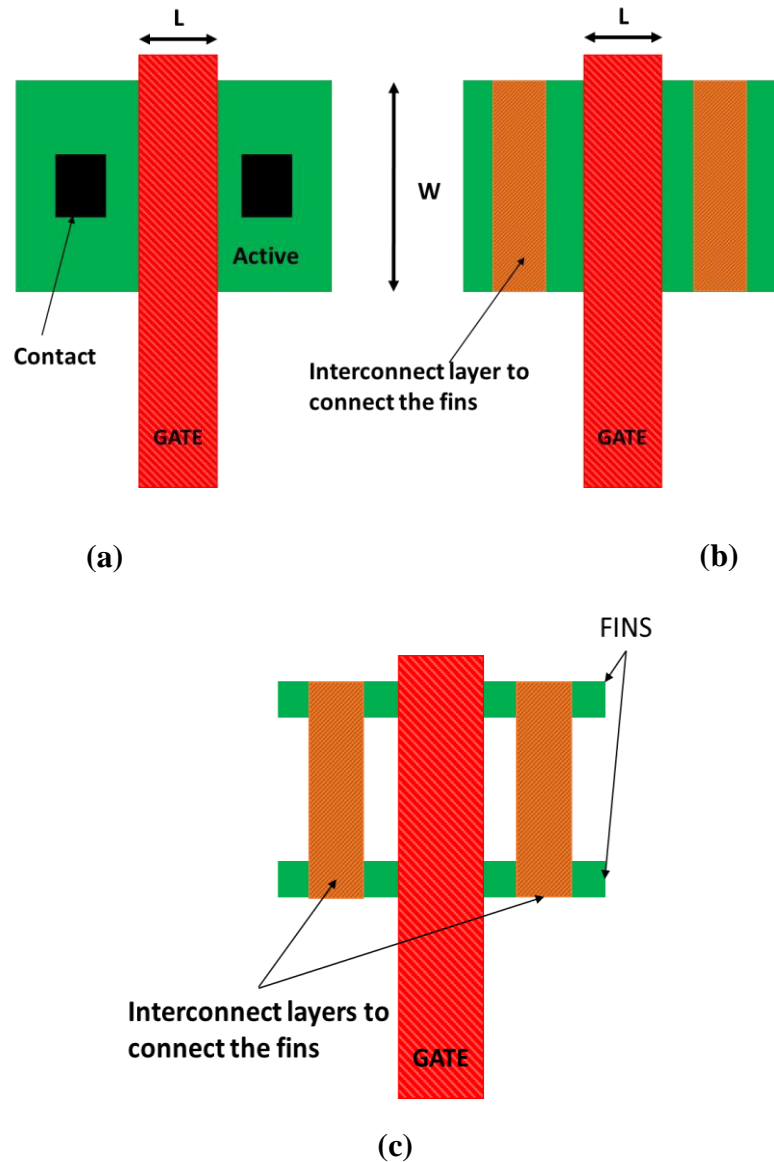 L
L
W
Active
Contact
Interconnect layer to
connect the fins
GATE
GATE
(a)
(b)
FINS
Interconnect layers to
connect the fins
GATE
(c)